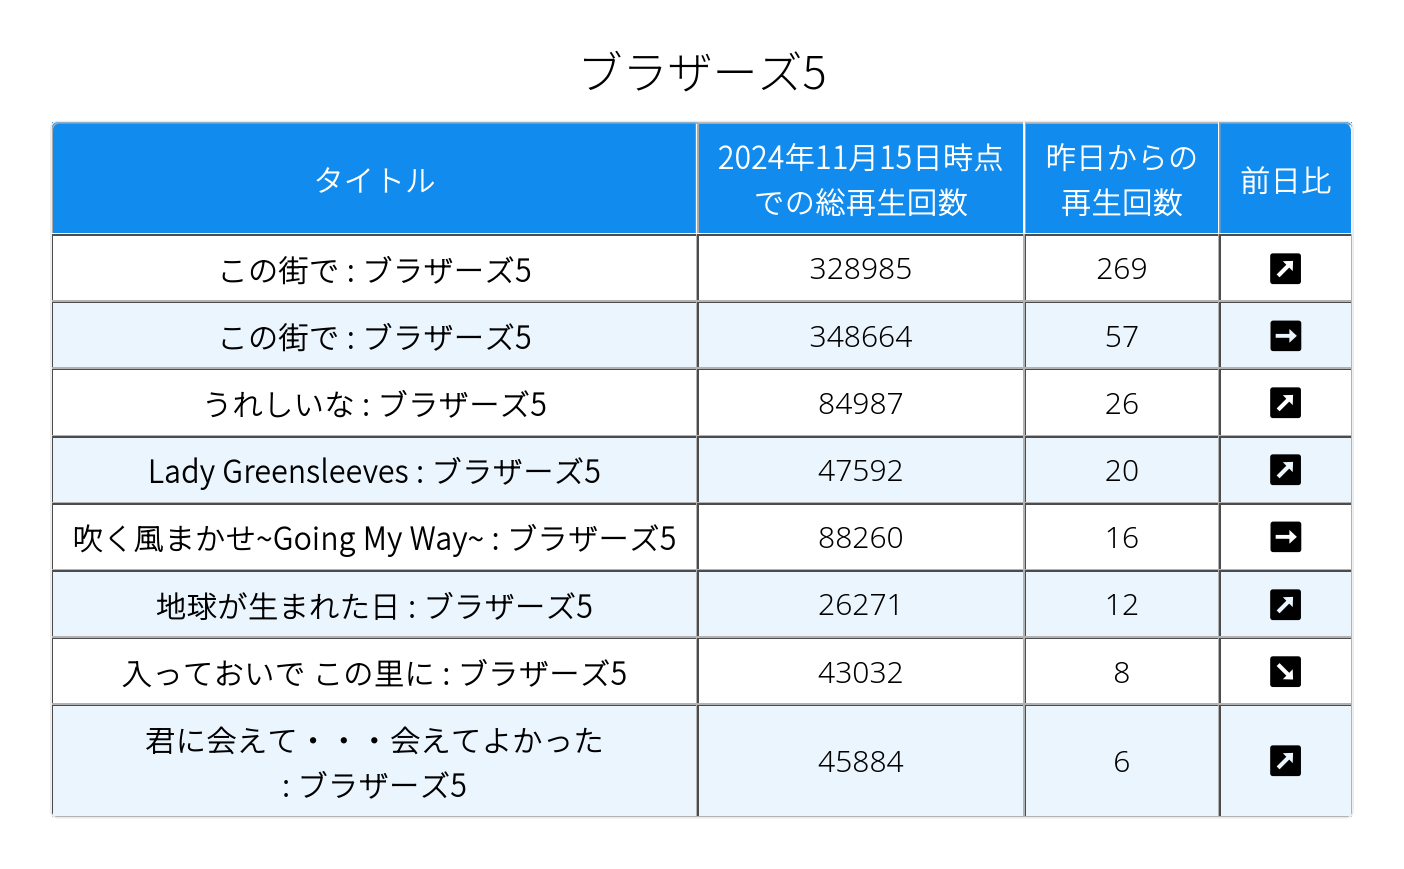 ブラザーズ5
タイトル
2024年11月15日時点
での総再生回数
昨日からの
再生回数
前日比
この街で : ブラザーズ5
328985
269
この街で : ブラザーズ5
348664
57
うれしいな : ブラザーズ5
84987
26
Lady Greensleeves : ブラザーズ5
47592
20
吹く風まかせ~Going My Way~ : ブラザーズ5
88260
16
地球が生まれた日 : ブラザーズ5
26271
12
入っておいで この里に : ブラザーズ5
43032
8
君に会えて・・・会えてよかった
: ブラザーズ5
45884
6